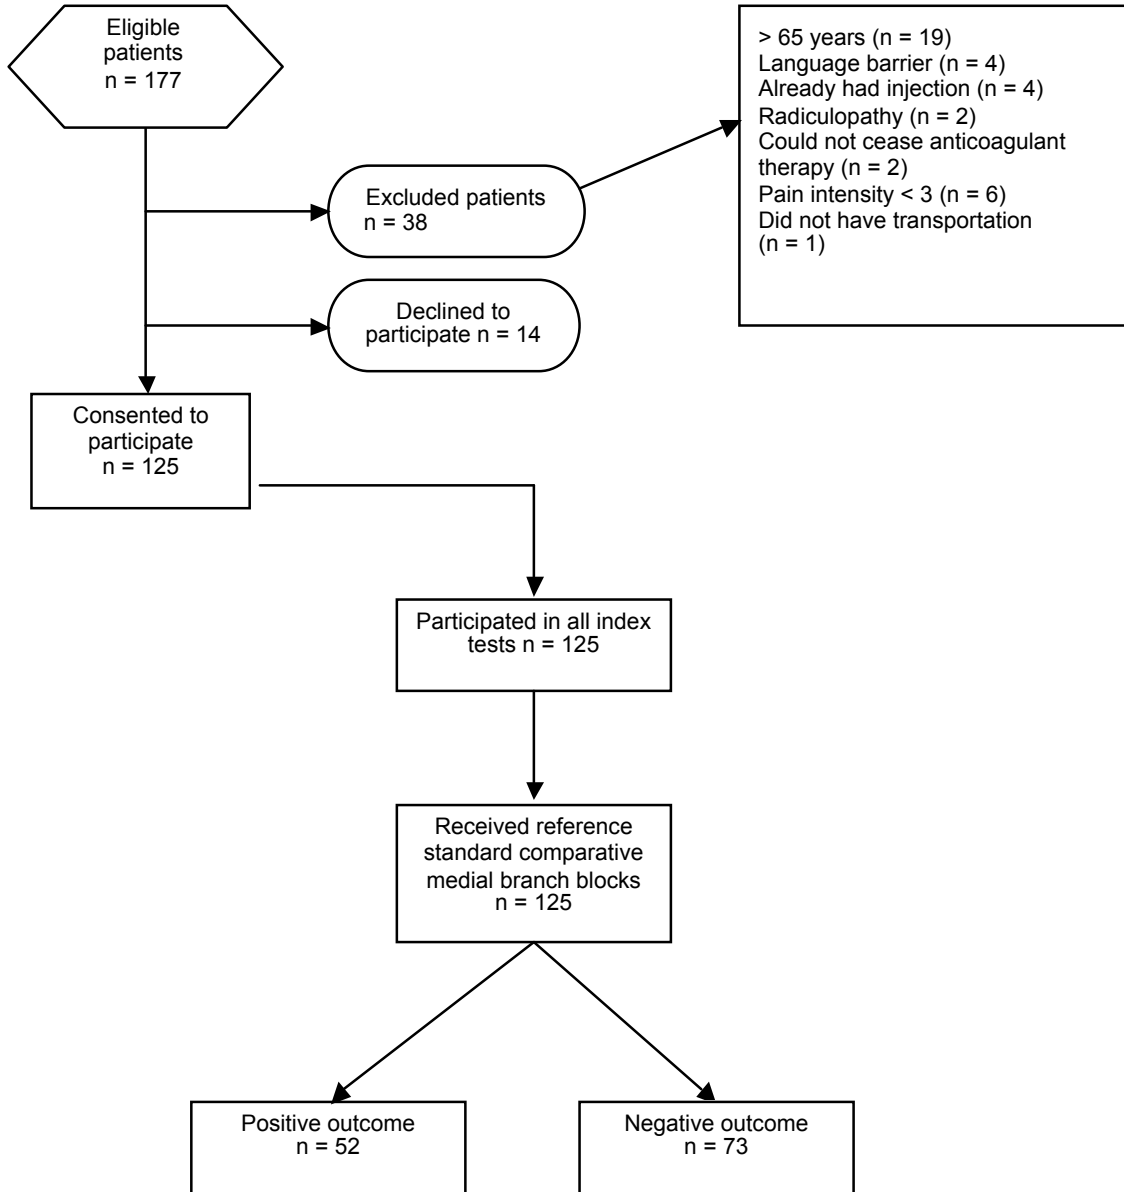 Eligible
patients
n = 177
> 65 years (n = 19)
Language barrier (n = 4)
Already had injection (n = 4)
Radiculopathy (n = 2)
Could not cease anticoagulant
therapy (n = 2)
Pain intensity < 3 (n = 6)
Did not have transportation
(n = 1)
Excluded patients
n = 38
Declined to
participate n = 14
Consented to
participate
n = 125
Participated in all index
tests n = 125
Received reference
standard comparative
medial branch blocks
n = 125
Positive outcome
n = 52
Negative outcome
n = 73